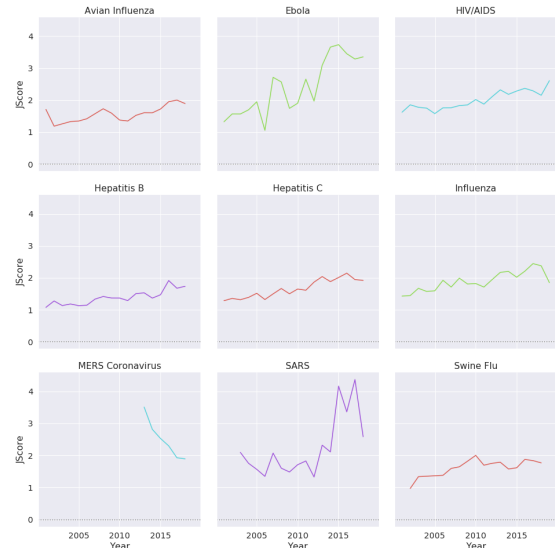 Avian Influenza
Ebola
HIV/AIDS
4
3
JScore
2
1
0
Hepatitis B
Hepatitis C
Influenza
4
3
JScore
2
1
0
MERS Coronavirus
SARS
Swine Flu
4
3
JScore
2
1
0
2005 2010 2015
2005 2010 2015
2005 2010 2015
Year
Year
Year